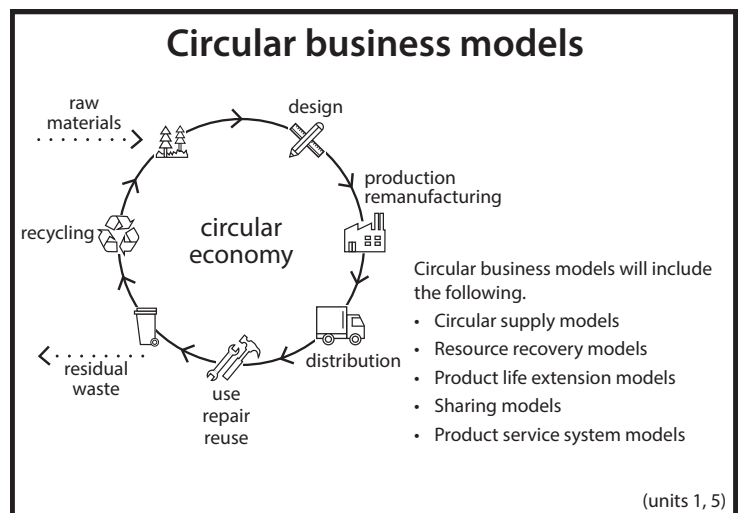 Circular business models
raw
materials
design
production
remanufacturing
recycling
circular
economy
Circular business models will include
the following.
• Circular supply models
• Resource recovery models
• Product life extension models
• Sharing models
• Product service system models
distribution
residual
waste
use
repair
reuse
(units 1, 5)